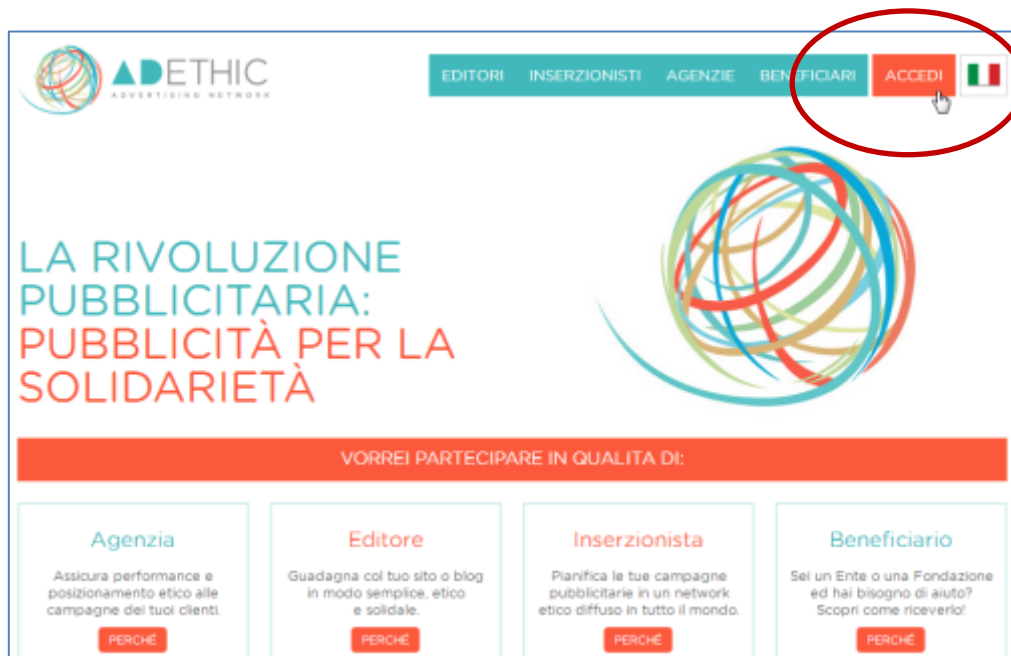 ADETHIC
ADVERTISING NETWORK
EDITORI INSERZIONISTI AGENZIE BENEFICIARI ACCEDI
LA RIVOLUZIONE
PUBBLICITARIA:
PUBBLICITÀ PER LA
SOLIDARIETÀ
VORREI PARTECIPARE IN QUALITA DI:
Agenzia
Assicura performance e
posizionamento etico alle
campagne dei tuoi clienti.
PERCHÉ
Editore
Guadagna col tuo sito o blog
in modo semplice, etico
e solidale.
PERCHÉ
Inserzionista
Pianifica le tue campagne
pubblicitarie in un network
etico diffuso in tutto il mondo.
PERCHÉ
Beneficiario
Sei un Ente o una Fondazione
ed hai bisogno di aiuto?
Scopri come riceverlo!
PERCHÉ